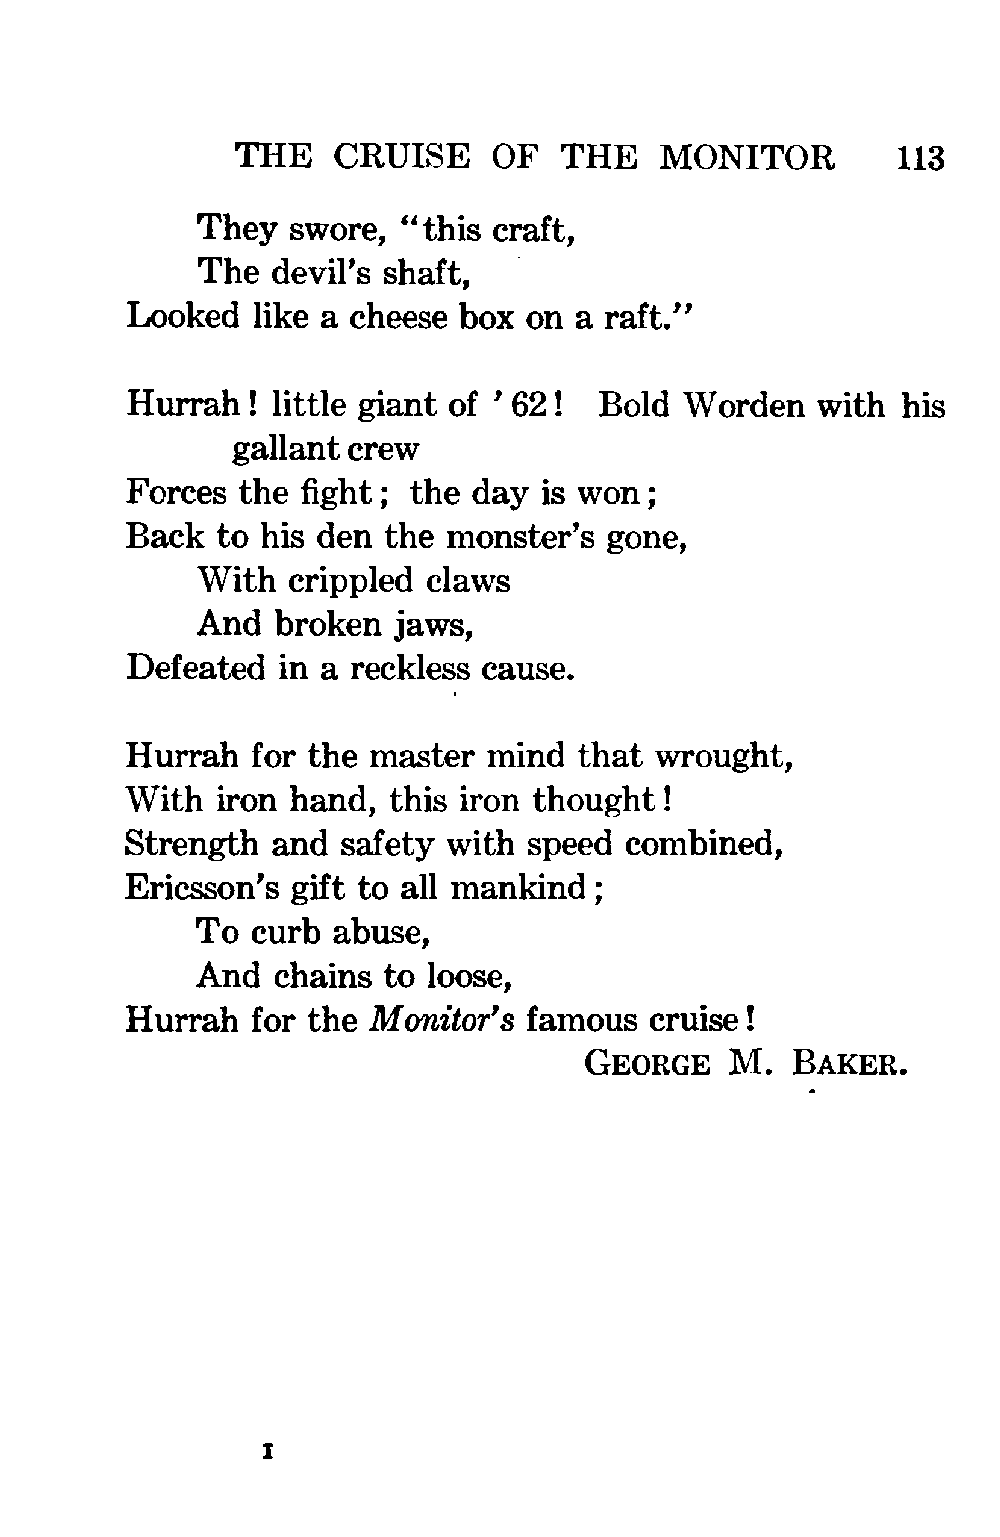 THE CRUISE OF THE MONITOR 113
They swore, "this craft,
The devil's shaft,
Looked like a cheese box on a raft."
Hurrah! little giant of '62! Bold Worden with his
gallant crew
Forces the fight; the day is won;
Back to his den the monster's gone,
With crippled claws
And broken jaws,
Defeated in a reckless cause.
Hurrah for the master mind that wrought,
With iron hand, this iron thought!
Strength and safety with speed combined,
Ericsson's gift to all mankind;
To curb abuse,
And chains to loose,
Hurrah for the Monitor's famous cruise!
GEORGE M. BAKER.
I